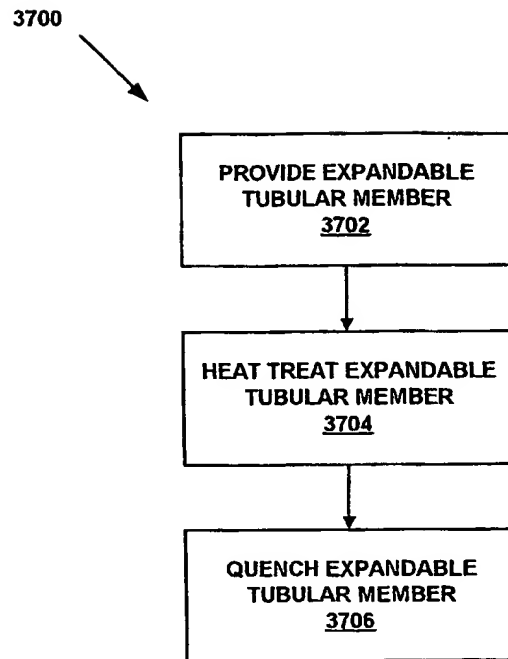 3700
PROVIDE EXPANDABLE
TUBULAR MEMBER
3702
HEAT TREAT EXPANDABLE
TUBULAR MEMBER
3704
QUENCH EXPANDABLE
TUBULAR MEMBER
3706